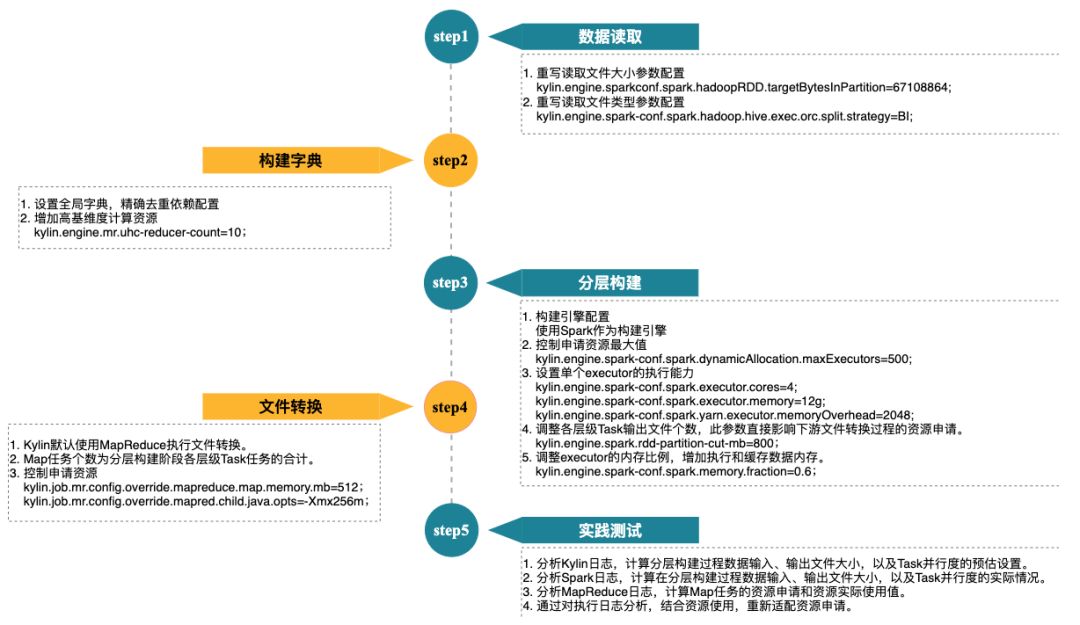 step1
数据读取
1. 重写读取文件大小参数配置
kylin.engine.sparkconf.spark.hadoopRDD.targetBytesInPartition=67108864;
2. 重写读取文件类型参数配置
kylin.engine.spark-conf.spark.hadoop.hive.exec.orc.split.strategy=BI;
构建字典
step2
1. 设置全局字典，精确去重依赖配置
2. 增加高基维度计算资源
kylin.engine.mr.uhc-reducer-count=10；
step3
分层构建
1. 构建引擎配置
使用Spark作为构建引擎
2. 控制申请资源最大值
kylin.engine.spark-conf.spark.dynamicAllocation.maxExecutors=500;
3. 设置单个executor的执行能力
kylin.engine.spark-conf.spark.executor.cores=4;
kylin.engine.spark-conf.spark.executor.memory=12g;
kylin.engine.spark-conf.spark.yarn.executor.memoryOverhead=2048;
4. 调整各层级Task输出文件个数，此参数直接影响下游文件转换过程的资源申请。
kylin.engine.spark.rdd-partition-cut-mb=800；
5. 调整executor的内存比例，增加执行和缓存数据内存。
kylin.engine.spark-conf.spark.memory.fraction=0.6；
文件转换
step4
1. Kylin默认使用MapReduce执行文件转换。
2. Map任务个数为分层构建阶段各层级Task任务的合计。
3. 控制申请资源
kylin.job.mr.config.override.mapreduce.map.memory.mb=512；
kylin.job.mr.config.override.mapred.child.java.opts=-Xmx256m；
step5
实践测试
1. 分析Kylin日志，计算分层构建过程数据输入、输出文件大小，以及Task并行度的预估设置。
2. 分析Spark日志，计算在分层构建过程数据输入、输出文件大小，以及Task并行度的实际情况。
3. 分析MapReduce日志，计算Map任务的资源申请和资源实际使用值。
4. 通过对执行日志分析，结合资源使用，重新适配资源申请。